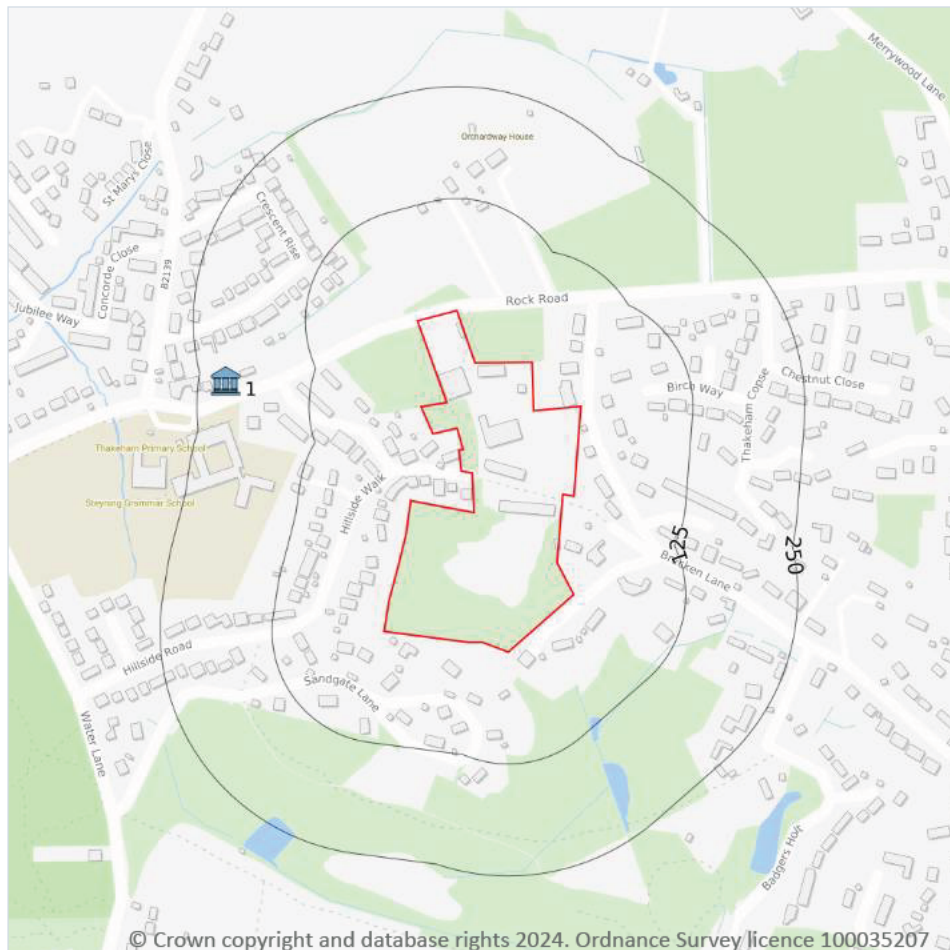 Merrywood Lane
Orchardway House
St Marys Close
Crescent Rise
Concorde Close
B2139
Jubilee Way
Rock Road
1
Birch Way
Chestnut Close
Thakeham Copse
Thakeham Primary School
Steyning Grammar School
Hillside Walk
125
250
Bracken Lane
Hillside Road
Sandgate Lane
Water Lane
Badgers Holt
© Crown copyright and database rights 2024. Ordnance Survey licence 100035207